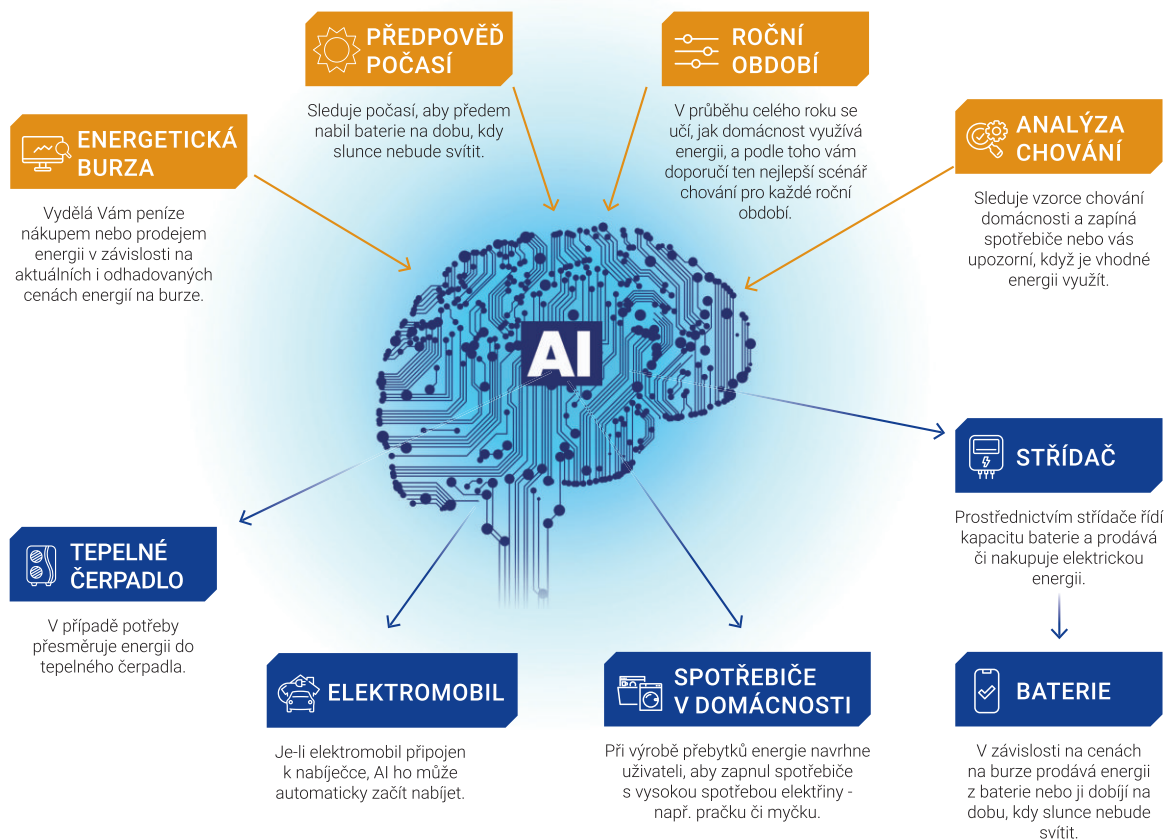 PŘEDPOVĚĎ
POČASÍ
Sleduje počasí, aby předem
nabil baterie na dobu, kdy
slunce nebude svítit.
ROČNÍ
OBDOBÍ
V průběhu celého roku se
učí, jak domácnost využívá
energii, a podle toho vám
doporučí ten nejlepší scénář
chování pro každé roční
období.
ENERGETICKÁ
BURZA
Vydělá Vám peníze
nákupem nebo prodejem
energii v závislosti na
aktuálních i odhadovaných
cenách energií na burze.
ANALÝZA
CHOVÁNÍ
Sleduje vzorce chování
domácnosti a zapíná
spotřebiče nebo vás
upozorní, když je vhodné
energii využít.
AI
STŘÍDAČ
Prostřednictvím střídače řídí
kapacitu baterie a prodává
či nakupuje elektrickou
energii.
TEPELNÉ
ČERPADLO
V případě potřeby
přesměruje energii do
tepelného čerpadla.
ELEKTROMOBIL
Je-li elektromobil připojen
k nabíječce, AI ho může
automaticky začít nabíjet.
SPOTŘEBIČE
V DOMÁCNOSTI
Při výrobě přebytků energie navrhne
uživateli, aby zapnul spotřebiče
s vysokou spotřebou elektřiny -
např. pračku či myčku.
BATERIE
V závislosti na cenách
na burze prodává energii
z baterie nebo ji dobíjí na
dobu, kdy slunce nebude
svítit.